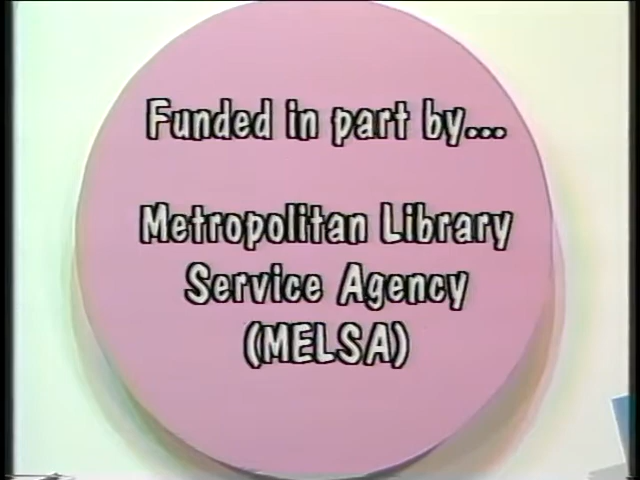 Funded in part by...
Metropolitan Library
Service Agency
(MELSA)